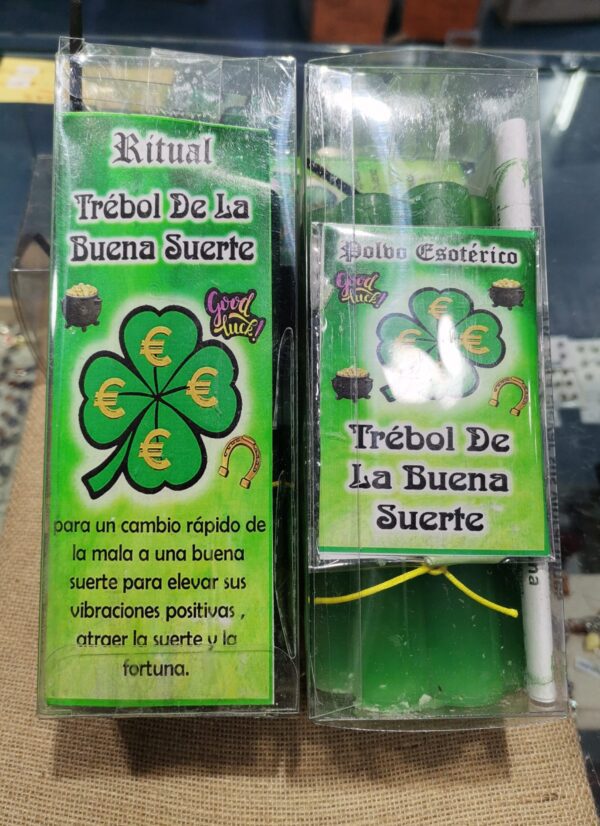 Ritual
Trébol De La
Buena Suerte
Good
luck!
€
€
€
€
para un cambio rápido de
la mala a una buena
suerte para elevar sus
vibraciones positivas ,
atraer la suerte y la
fortuna.
Polvo Esotérico
Good
luck!
€
€
€
Trébol De
La Buena
Suerte